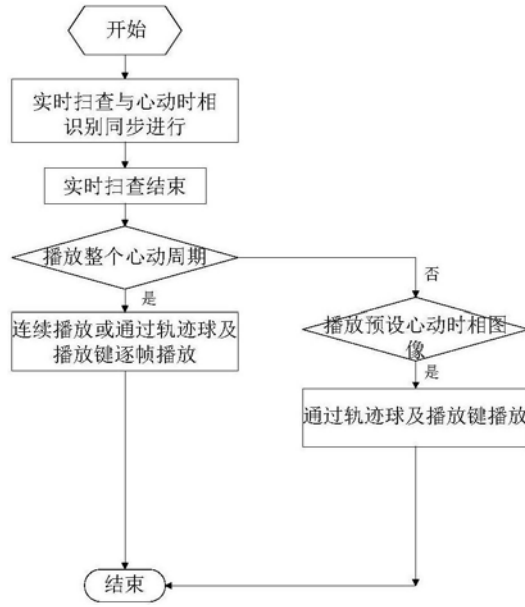 开始
实时扫查与心动时相
识别同步进行
实时扫查结束
播放整个心动周期
否
是
连续播放或通过轨迹球及
播放键逐帧播放
播放预设心动时相图
像
是
通过轨迹球及播放键播放
结束